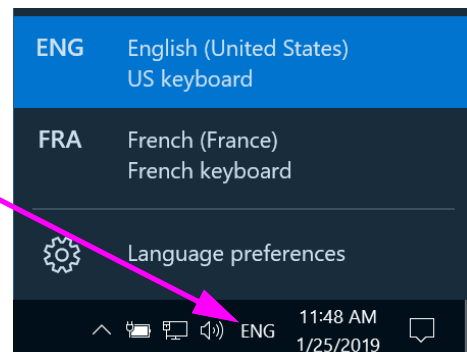 ENG English (United States)
US keyboard
FRA French (France)
French keyboard
Language preferences
ENG 11:48 AM
1/25/2019